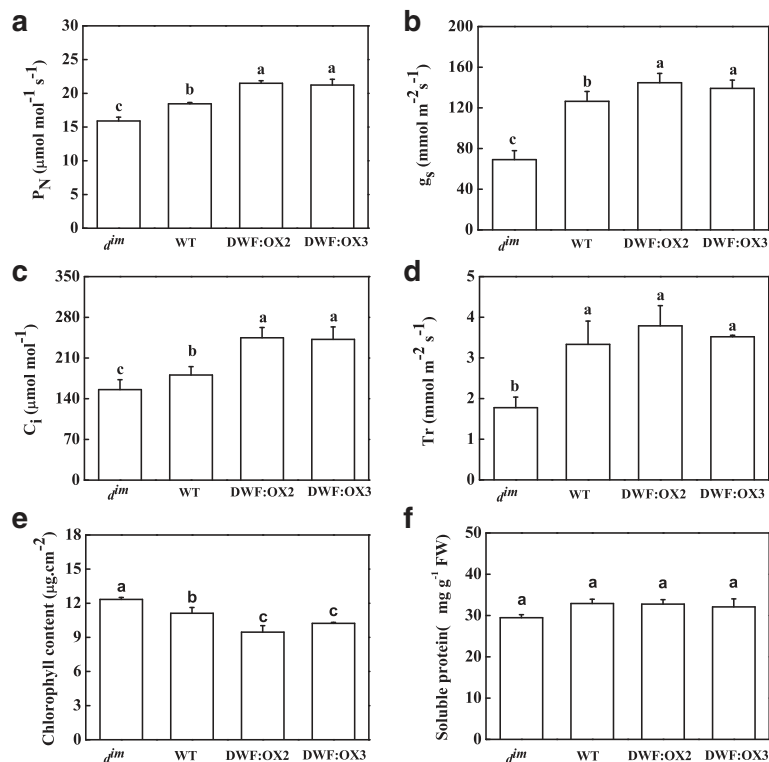 a
30
25
20
15
10
5
0
P_N (μmol mol⁻¹ s⁻¹)
c
b
a
a
d^im
WT
DWF:OX2
DWF:OX3
b
200
160
120
80
40
0
g_s (mmol m⁻²s⁻¹)
c
b
a
a
d^im
WT
DWF:OX2
DWF:OX3
c
350
280
210
140
70
0
C_i (μmol mol⁻¹)
c
b
a
a
d^im
WT
DWF:OX2
DWF:OX3
d
5
4
3
2
1
0
Tr (mmol m⁻² s⁻¹)
b
a
a
a
d^im
WT
DWF:OX2
DWF:OX3
e
18
15
12
9
6
3
0
Chlorophyll content (μg.cm⁻²)
a
b
c
c
d^im
WT
DWF:OX2
DWF:OX3
f
50
40
30
20
10
0
Soluble protein( mg g⁻¹ FW)
a
a
a
a
d^im
WT
DWF:OX2
DWF:OX3